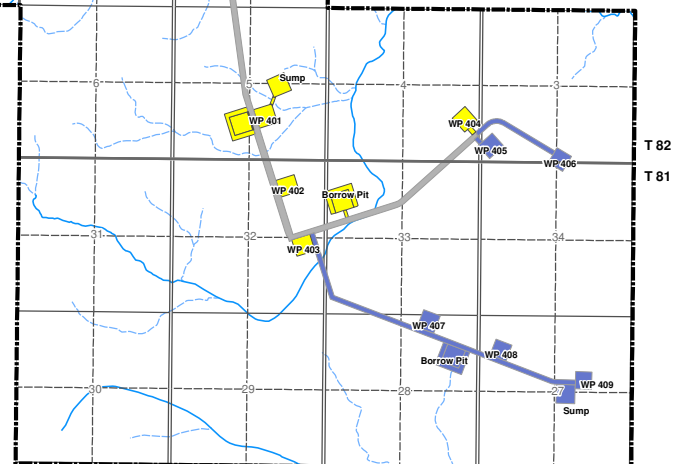 Sump
6
5
4
3
WP 401
WP 404
WP 405
T 82
WP 406
T 81
WP 402
Borrow Pit
31
32
33
34
WP 403
WP 407
WP 408
Borrow Pit
WP 409
30
29
28
27
Sump